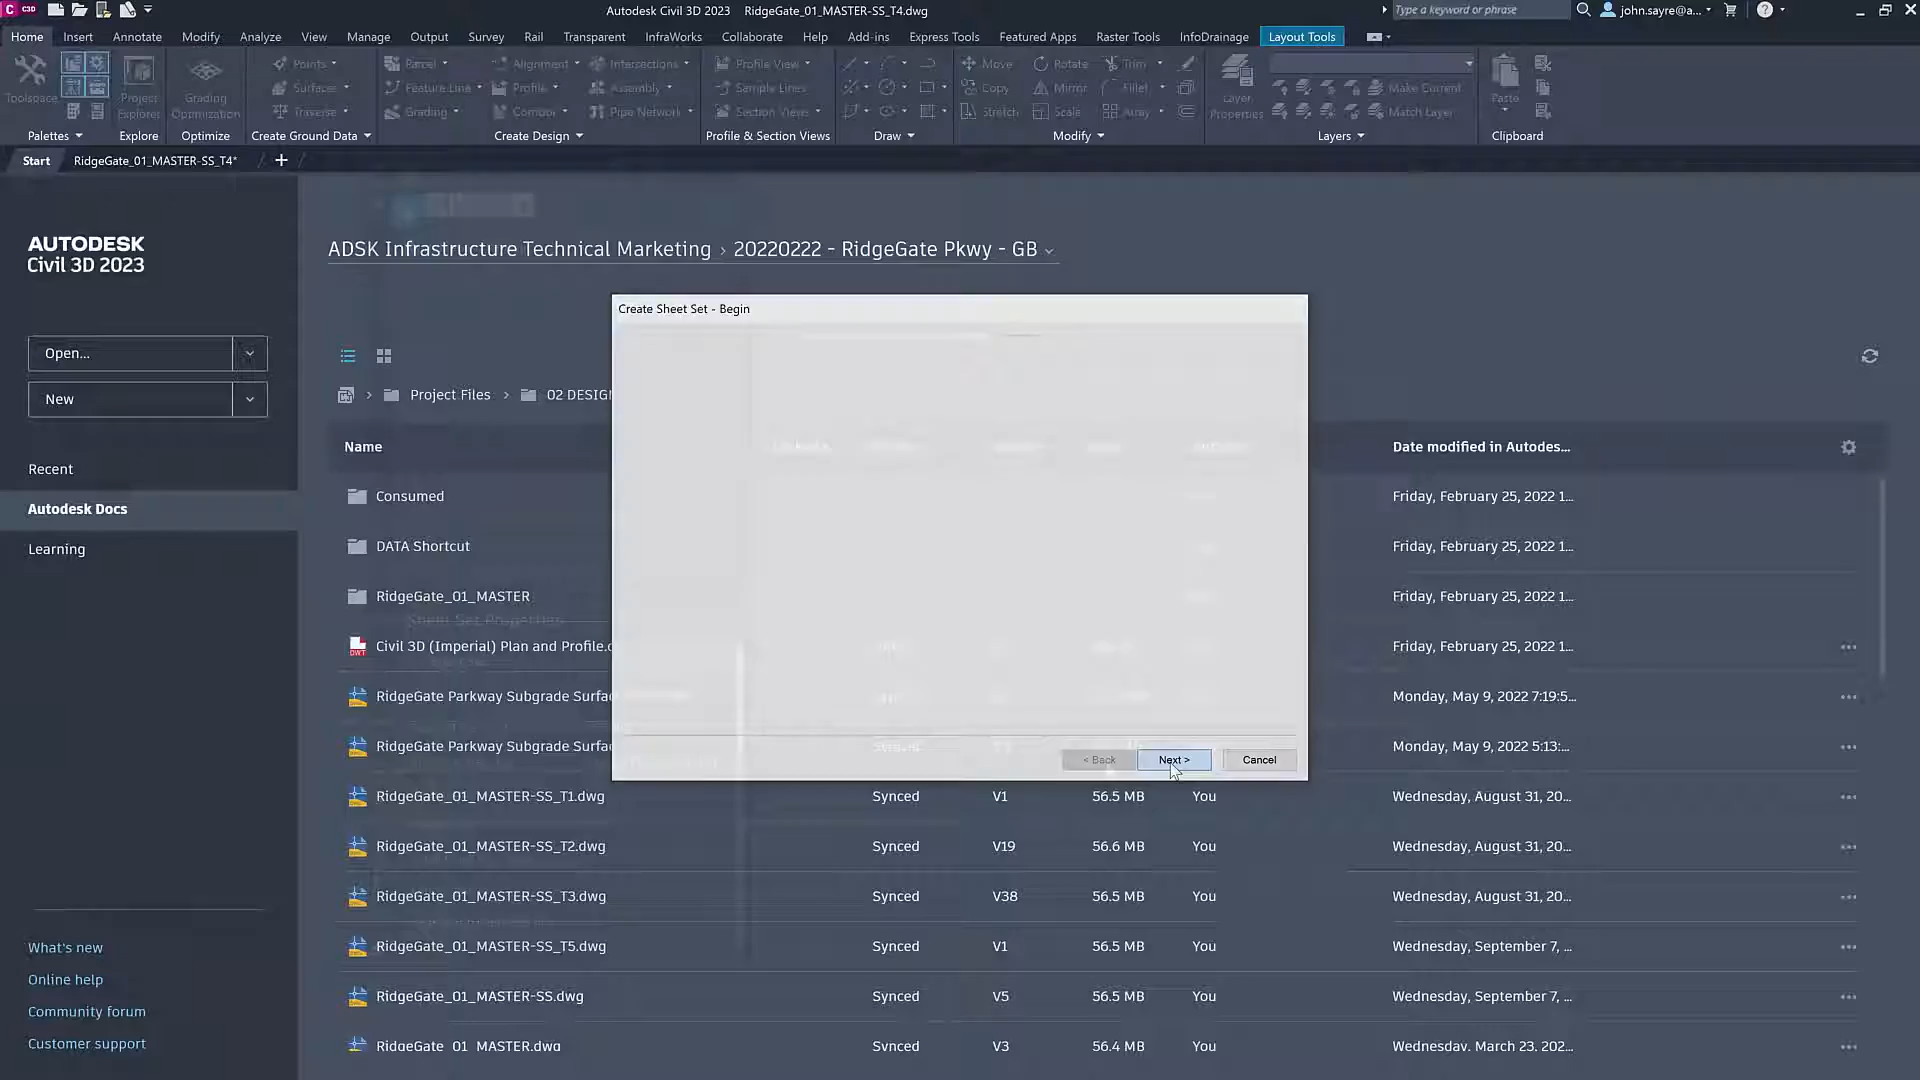 C3D
Autodesk Civil 3D 2023 RidgeGate_01_MASTER-SS_T4.dwg
Type a keyword or phrase
john.sayre@a...
Home Insert Annotate Modify Analyze View Manage Output Survey Rail Transparent InfraWorks Collaborate Help Add-ins Express Tools Featured Apps Raster Tools InfoDrainage Layout Tools
Points Parcel Alignment Intersections Profile View Move Rotate Trim
Surfaces Feature Line Profile Assembly Sample Lines Copy Mirror Fillet Make Current
Toolspace Project Explorer Grading Optimization Layer Properties Paste
Traverse Grading Corridor Pipe Network Section Views Stretch Scale Array Match Layer
Palettes Explore Optimize Create Ground Data Create Design Profile & Section Views Draw Modify Layers Clipboard
Start RidgeGate_01_MASTER-SS_T4* +
AUTODESK
Civil 3D 2023
Open...
New
Recent
Autodesk Docs
Learning
What's new
Online help
Community forum
Customer support
ADSK Infrastructure Technical Marketing › 20220222 - RidgeGate Pkwy - GB
Project Files > 02 DESIGN
Name Date modified in Autodes...
Consumed Friday, February 25, 2022 1...
DATA Shortcut Friday, February 25, 2022 1...
RidgeGate_01_MASTER Friday, February 25, 2022 1...
Sheet Set Properties
Civil 3D (Imperial) Plan and Profile.d Friday, February 25, 2022 1...
RidgeGate Parkway Subgrade Surfa Monday, May 9, 2022 7:19:5...
RidgeGate Parkway Subgrade Surfa Monday, May 9, 2022 5:13:...
RidgeGate_01_MASTER-SS_T1.dwg Synced V1 56.5 MB You Wednesday, August 31, 20...
RidgeGate_01_MASTER-SS_T2.dwg Synced V19 56.6 MB You Wednesday, August 31, 20...
RidgeGate_01_MASTER-SS_T3.dwg Synced V38 56.5 MB You Wednesday, August 31, 20...
RidgeGate_01_MASTER-SS_T5.dwg Synced V1 56.5 MB You Wednesday, September 7, ...
RidgeGate_01_MASTER-SS.dwg Synced V5 56.5 MB You Wednesday, September 7, ...
RidgeGate_01_MASTER.dwg Synced V3 56.4 MB You Wednesday, March 23, 202...
Create Sheet Set - Begin
< Back Next > Cancel